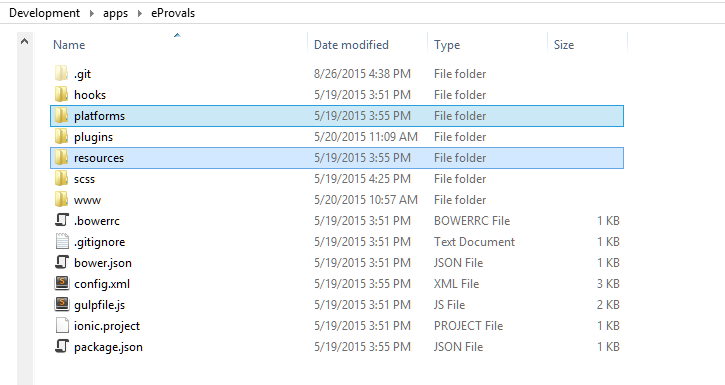 Development apps eProvals
Name Date modified Type Size
.git 8/26/2015 4:38 PM File folder
hooks 5/19/2015 3:51 PM File folder
platforms 5/19/2015 3:55 PM File folder
plugins 5/20/2015 11:09 AM File folder
resources 5/19/2015 3:55 PM File folder
scss 5/19/2015 4:25 PM File folder
www 5/20/2015 10:57 AM File folder
.bowerrc 5/19/2015 3:51 PM BOWERRC File 1 KB
.gitignore 5/19/2015 3:51 PM Text Document 1 KB
bower.json 5/19/2015 3:51 PM JSON File 1 KB
config.xml 5/19/2015 3:55 PM XML File 3 KB
gulpfile.js 5/19/2015 3:51 PM JS File 2 KB
ionic.project 5/19/2015 3:51 PM PROJECT File 1 KB
package.json 5/19/2015 3:55 PM JSON File 1 KB